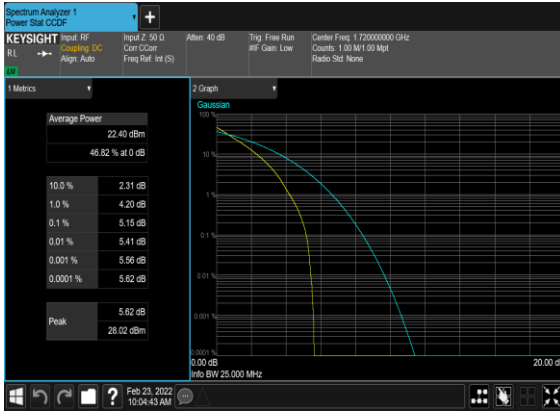 Spectrum Analyzer 1
Power Stat CCDF
KEYSIGHT
RL
Input: RF
Coupling: DC
Align: Auto
Input Z: 50 Ω
Corr CCorr
Freq Ref: Int (S)
Atten: 40 dB
Trig: Free Run
#IF Gain: Low
Center Freq: 1.720000000 GHz
Counts: 1.00 M/1.00 Mpt
Radio Std: None
1 Metrics
Average Power
22.40 dBm
46.82 % at 0 dB
10.0 % 2.31 dB
1.0 % 4.20 dB
0.1 % 5.15 dB
0.01 % 5.41 dB
0.001 % 5.56 dB
0.0001 % 5.62 dB
Peak
5.62 dB
28.02 dBm
2 Graph
Gaussian
100 %
10 %
1 %
0.1 %
0.01 %
0.001 %
0.0001 %
0.00 dB
20.00 d
Info BW 25.000 MHz
Feb 23, 2022
10:04:43 AM